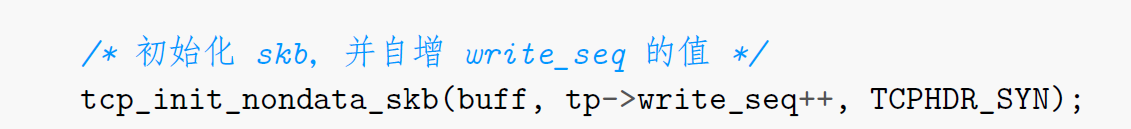 /* 初始化 skb, 并自增 write_seq 的值 */
tcp_init_nondata_skb(buff, tp->write_seq++, TCPHDR_SYN);